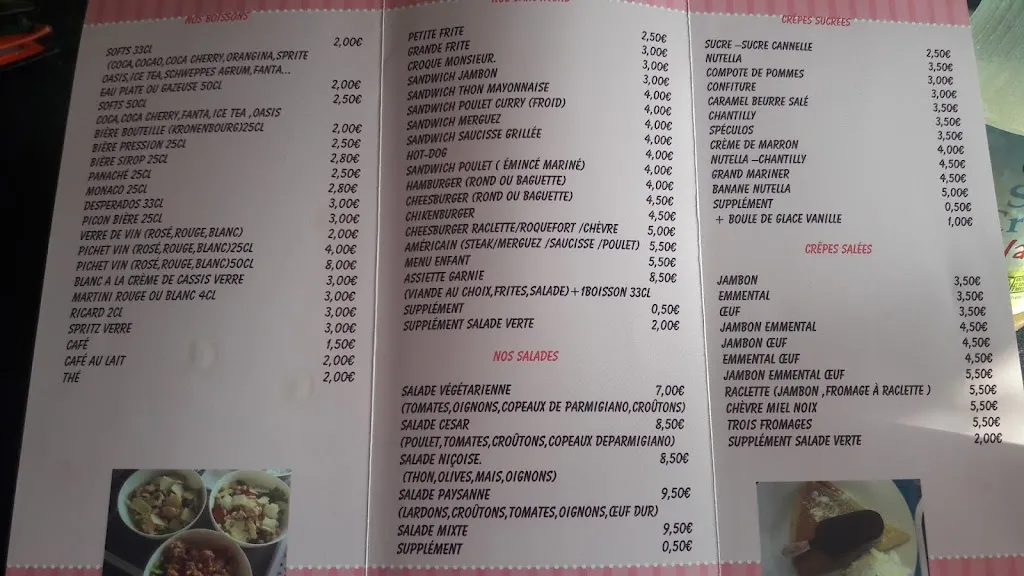 NOS BOISSONS
SOFTS 33CL 2,00€
(COCA,COCAO,COCA CHERRY,ORANGINA,SPRITE
OASIS,ICE TEA,SCHWEPPES AGRUM,FANTA...
EAU PLATE OU GAZEUSE 50CL 2,00€
SOFTS 50CL 2,50€
COCA,COCA CHERRY,FANTA,ICE TEA ,OASIS
BIÈRE BOUTEILLE (KRONENBOURG)25CL 2,00€
BIÈRE PRESSION 25CL 2,50€
BIÈRE SIROP 25CL 2,80€
PANACHÉ 25CL 2,50€
MONACO 25CL 2,80€
DESPERADOS 33CL 3,00€
PICON BIÈRE 25CL 3,00€
VERRE DE VIN (ROSÉ,ROUGE,BLANC) 2,00€
PICHET VIN (ROSÉ,ROUGE,BLANC)25CL 4,00€
PICHET VIN (ROSÉ,ROUGE,BLANC)50CL 8,00€
BLANC A LA CRÈME DE CASSIS VERRE 3,00€
MARTINI ROUGE OU BLANC 4CL 3,00€
RICARD 2CL 3,00€
SPRITZ VERRE 3,00€
CAFÉ 1,50€
CAFÉ AU LAIT 2,00€
THÉ 2,00€
PETITE FRITE 2,50€
GRANDE FRITE 3,00€
CROQUE MONSIEUR. 3,00€
SANDWICH JAMBON 3,00€
SANDWICH THON MAYONNAISE 4,00€
SANDWICH POULET CURRY (FROID) 4,00€
SANDWICH MERGUEZ 4,00€
SANDWICH SAUCISSE GRILLÉE 4,00€
HOT-DOG 4,00€
SANDWICH POULET ( ÉMINCÉ MARINÉ) 4,00€
HAMBURGER (ROND OU BAGUETTE) 4,00€
CHEESBURGER (ROND OU BAGUETTE) 4,50€
CHIKENBURGER 4,50€
CHEESBURGER RACLETTE/ROQUEFORT /CHÈVRE 5,00€
AMÉRICAIN (STEAK/MERGUEZ /SAUCISSE /POULET) 5,50€
MENU ENFANT 5,50€
ASSIETTE GARNIE 8,50€
(VIANDE AU CHOIX,FRITES,SALADE)+1BOISSON 33CL
SUPPLÉMENT 0,50€
SUPPLÉMENT SALADE VERTE 2,00€
NOS SALADES
SALADE VÉGÉTARIENNE 7,00€
(TOMATES,OIGNONS,COPEAUX DE PARMIGIANO,CROÛTONS)
SALADE CESAR 8,50€
(POULET,TOMATES,CROÛTONS,COPEAUX DEPARMIGIANO)
SALADE NIÇOISE. 8,50€
(THON,OLIVES,MAIS,OIGNONS)
SALADE PAYSANNE 9,50€
(LARDONS,CROÛTONS,TOMATES,OIGNONS,ŒUF DUR)
SALADE MIXTE 9,50€
SUPPLÉMENT 0,50€
CRÊPES SUCRÉES
SUCRE –SUCRE CANNELLE 2,50€
NUTELLA 3,50€
COMPOTE DE POMMES 3,00€
CONFITURE 3,00€
CARAMEL BEURRE SALÉ 3,50€
CHANTILLY 3,50€
SPÉCULOS 3,50€
CRÈME DE MARRON 4,00€
NUTELLA –CHANTILLY 4,50€
GRAND MARINER 4,50€
BANANE NUTELLA 5,00€
SUPPLÉMENT 0,50€
+ BOULE DE GLACE VANILLE 1,00€
CRÊPES SALÉES
JAMBON 3,50€
EMMENTAL 3,50€
ŒUF 3,50€
JAMBON EMMENTAL 4,50€
JAMBON ŒUF 4,50€
EMMENTAL ŒUF 4,50€
JAMBON EMMENTAL ŒUF 5,50€
RACLETTE (JAMBON ,FROMAGE À RACLETTE ) 5,50€
CHÈVRE MIEL NOIX 5,50€
TROIS FROMAGES 5,50€
SUPPLÉMENT SALADE VERTE 2,00€